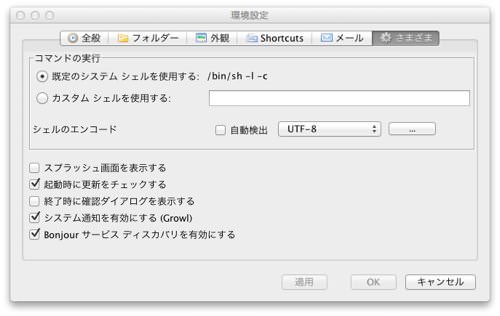 環境設定
全般 フォルダー 外観 Shortcuts メール さまざま
コマンドの実行
既定のシステム シェルを使用する: /bin/sh -l -c
カスタム シェルを使用する:
シェルのエンコード 自動検出 UTF-8 ...
スプラッシュ画面を表示する
起動時に更新をチェックする
終了時に確認ダイアログを表示する
システム通知を有効にする (Growl)
Bonjour サービス ディスカバリを有効にする
適用 OK キャンセル